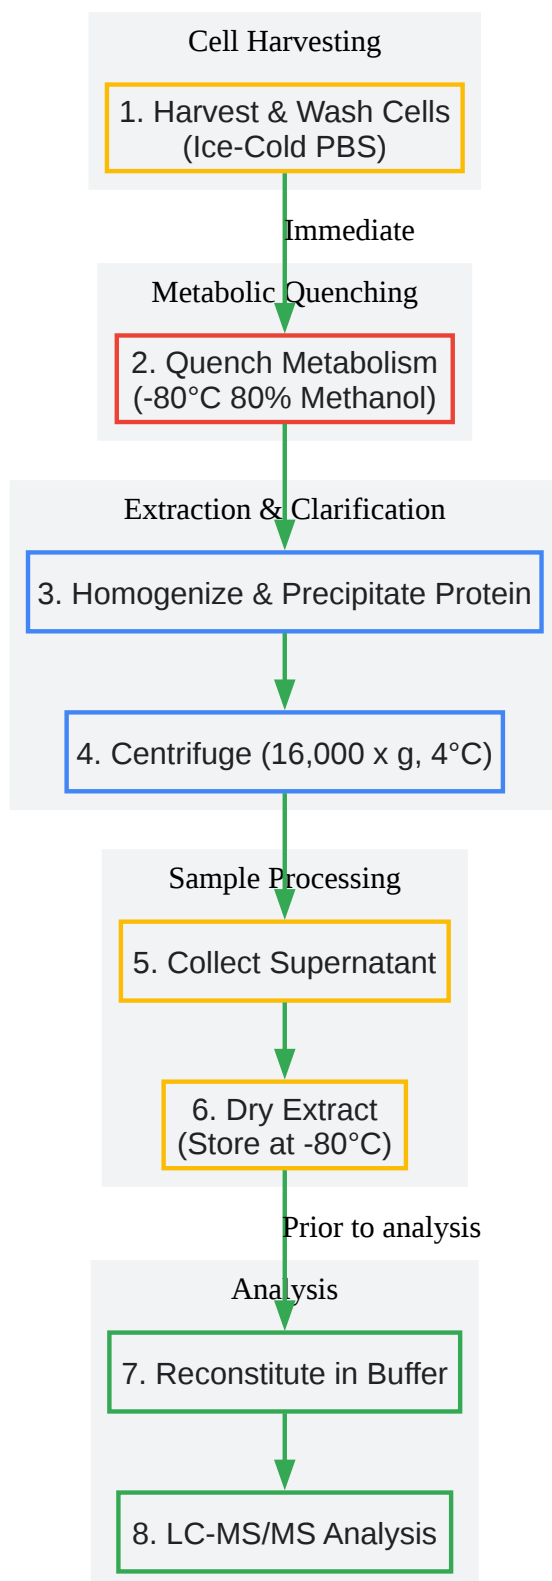 Cell Harvesting
1. Harvest & Wash Cells
(Ice-Cold PBS)
Immediate
Metabolic Quenching
2. Quench Metabolism
(-80°C 80% Methanol)
Extraction & Clarification
3. Homogenize & Precipitate Protein
4. Centrifuge (16,000 x g, 4°C)
Sample Processing
5. Collect Supernatant
6. Dry Extract
(Store at -80°C)
Prior to analysis
Analysis
7. Reconstitute in Buffer
8. LC-MS/MS Analysis